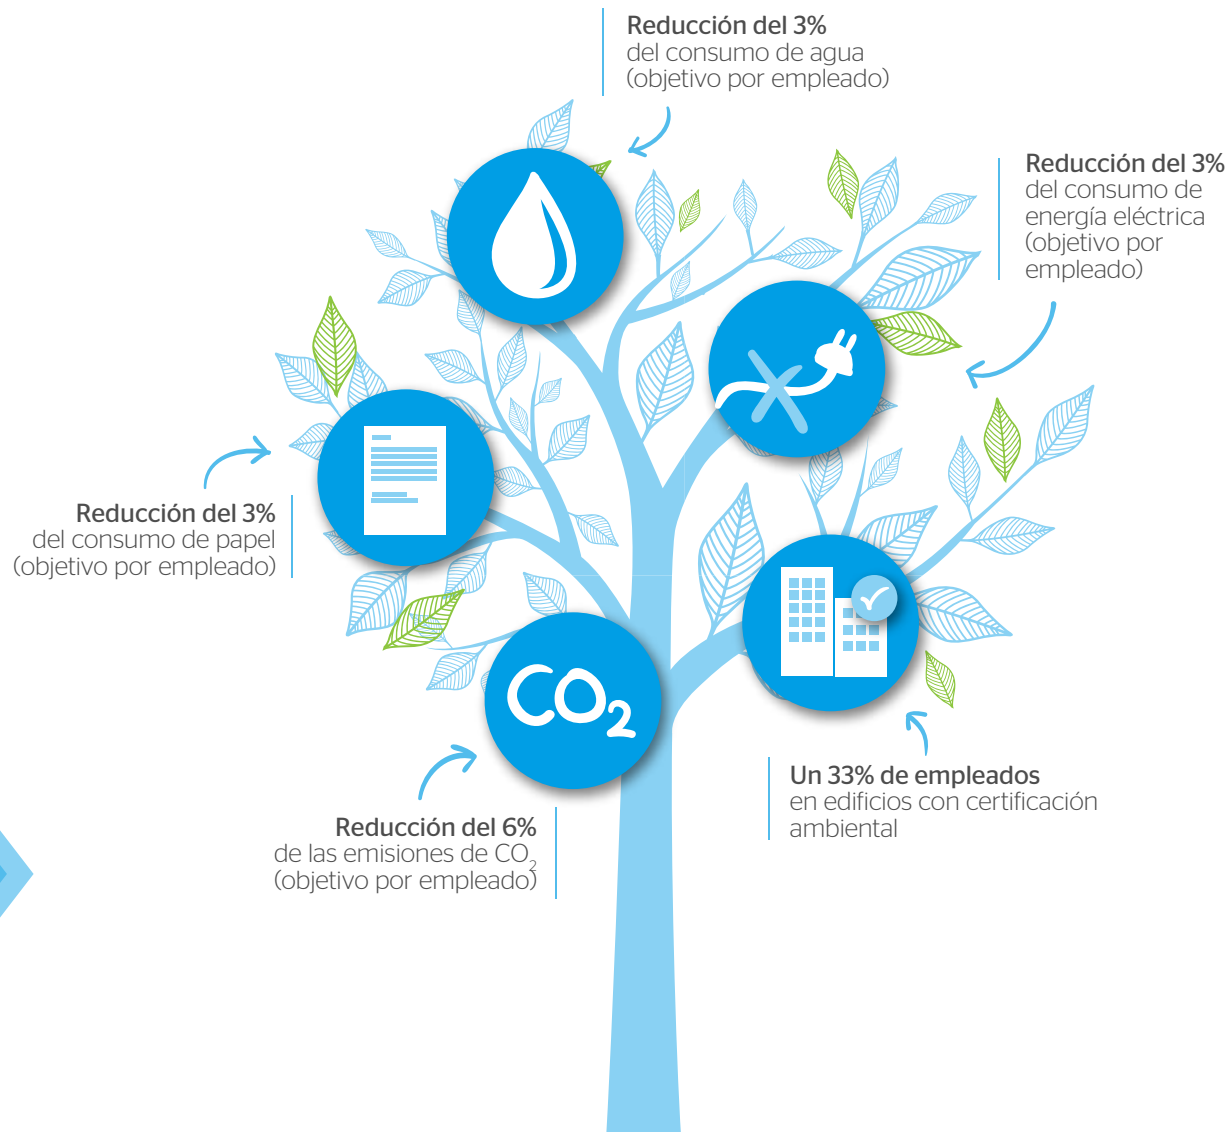 Reducción del 3%
del consumo de agua
(objetivo por empleado)
Reducción del 3%
del consumo de
energía eléctrica
(objetivo por
empleado)
Reducción del 3%
del consumo de papel
(objetivo por empleado)
CO₂
Un 33% de empleados
en edificios con certificación
ambiental
Reducción del 6%
de las emisiones de CO₂
(objetivo por empleado)